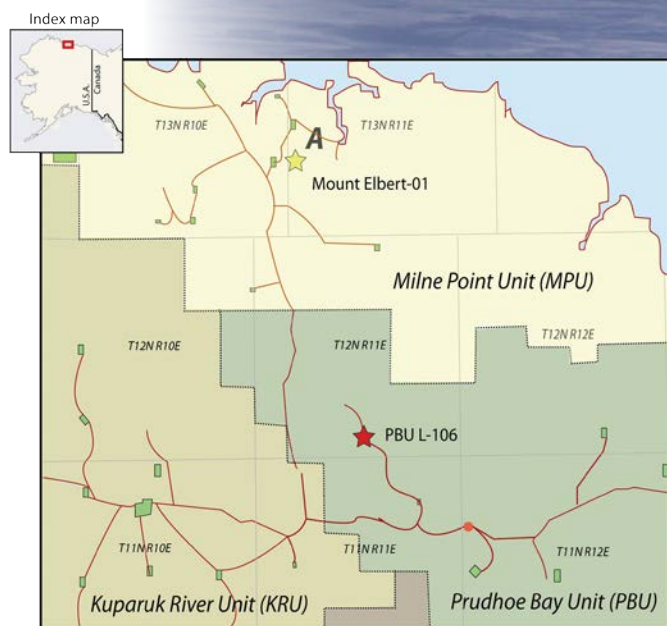 Index map
U.S.A.
Canada
T13N R10E
A
T13N R11E
Mount Elbert-01
Milne Point Unit (MPU)
T12N R10E
T12N R11E
T12N R12E
PBU L-106
T11N R10E
T11N R11E
T11N R12E
Kuparuk River Unit (KRU)
Prudhoe Bay Unit (PBU)